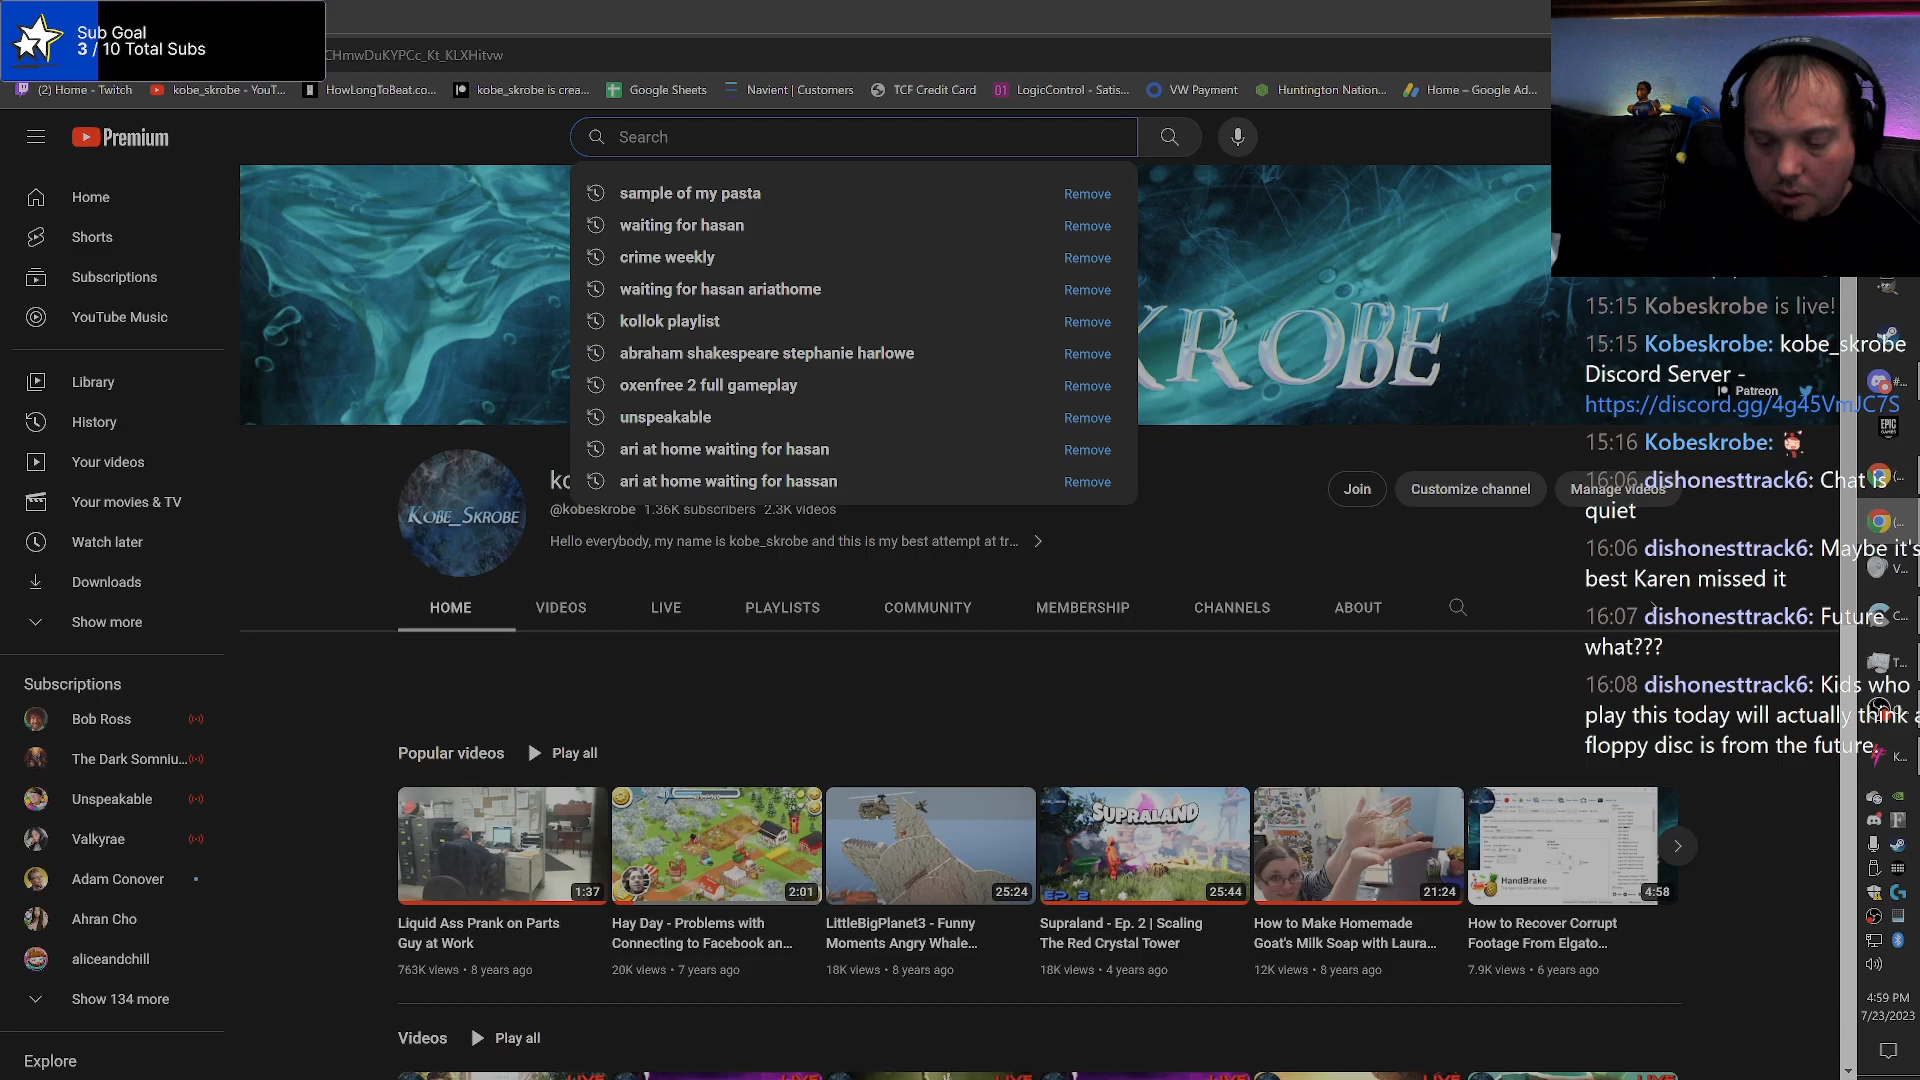 Sub Goal
3 / 10 Total Subs
CHmwDuKYPCc_Kt_KLXHitvw
(2) Home - Twitch
kobe_skrobe - YouT...
HowLongToBeat.co...
kobe_skrobe is crea...
Google Sheets
Navient | Customers
TCF Credit Card
LogicControl - Satis...
VW Payment
Huntington Nation...
Home – Google Ad...
Premium
Search
Home
Shorts
Subscriptions
YouTube Music
Library
History
Your videos
Your movies & TV
Watch later
Downloads
Show more
Subscriptions
Bob Ross
The Dark Somniu...
Unspeakable
Valkyrae
Adam Conover
Ahran Cho
aliceandchill
Show 134 more
Explore
sample of my pasta Remove
waiting for hasan Remove
crime weekly Remove
waiting for hasan ariathome Remove
kollok playlist Remove
abraham shakespeare stephanie harlowe Remove
oxenfree 2 full gameplay Remove
unspeakable Remove
ari at home waiting for hasan Remove
ari at home waiting for hassan Remove
KROBE
Patreon
KOBE_SKROBE
@kobeskrobe 1.36K subscribers 2.3K videos
Hello everybody, my name is kobe_skrobe and this is my best attempt at tr...
Join
Customize channel
Manage videos
HOME
VIDEOS
LIVE
PLAYLISTS
COMMUNITY
MEMBERSHIP
CHANNELS
ABOUT
Popular videos
Play all
1:37
Liquid Ass Prank on Parts
Guy at Work
763K views • 8 years ago
2:01
Hay Day - Problems with
Connecting to Facebook an...
20K views • 7 years ago
25:24
LittleBigPlanet3 - Funny
Moments Angry Whale...
18K views • 8 years ago
SUPRALAND
EP. 2
25:44
Supraland - Ep. 2 | Scaling
The Red Crystal Tower
18K views • 4 years ago
21:24
How to Make Homemade
Goat's Milk Soap with Laura...
12K views • 8 years ago
HandBrake
4:58
How to Recover Corrupt
Footage From Elgato...
7.9K views • 6 years ago
Videos
Play all
15:15 Kobeskrobe is live!
15:15 Kobeskrobe: kobe_skrobe
Discord Server -
https://discord.gg/4g45VmJC7S
15:16 Kobeskrobe:
16:06 dishonesttrack6: Chat is
quiet
16:06 dishonesttrack6: Maybe it's
best Karen missed it
16:07 dishonesttrack6: Future
what???
16:08 dishonesttrack6: Kids who
play this today will actually think a
floppy disc is from the future.
EPIC
GAMES
4:59 PM
7/23/2023